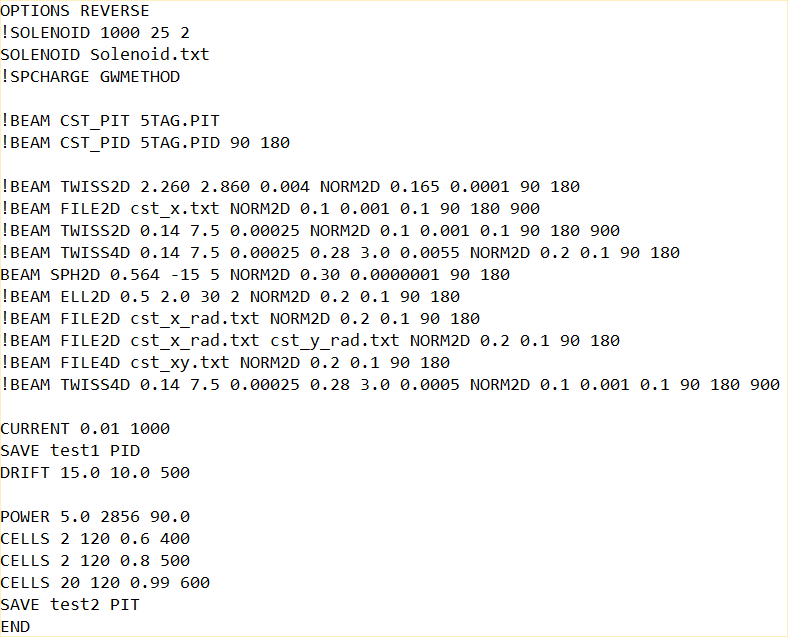 OPTIONS REVERSE
!SOLENOID 1000 25 2
SOLENOID Solenoid.txt
!SPCHARGE GWMETHOD
!BEAM CST_PIT 5TAG.PIT
!BEAM CST_PID 5TAG.PID 90 180
!BEAM TWISS2D 2.260 2.860 0.004 NORM2D 0.165 0.0001 90 180
!BEAM FILE2D cst_x.txt NORM2D 0.1 0.001 0.1 90 180 900
!BEAM TWISS2D 0.14 7.5 0.00025 NORM2D 0.1 0.001 0.1 90 180 900
!BEAM TWISS4D 0.14 7.5 0.00025 0.28 3.0 0.0055 NORM2D 0.2 0.1 90 180
BEAM SPH2D 0.564 -15 5 NORM2D 0.30 0.0000001 90 180
!BEAM ELL2D 0.5 2.0 30 2 NORM2D 0.2 0.1 90 180
!BEAM FILE2D cst_x_rad.txt NORM2D 0.2 0.1 90 180
!BEAM FILE2D cst_x_rad.txt cst_y_rad.txt NORM2D 0.2 0.1 90 180
!BEAM FILE4D cst_xy.txt NORM2D 0.2 0.1 90 180
!BEAM TWISS4D 0.14 7.5 0.00025 0.28 3.0 0.0005 NORM2D 0.1 0.001 0.1 90 180 900
CURRENT 0.01 1000
SAVE test1 PID
DRIFT 15.0 10.0 500
POWER 5.0 2856 90.0
CELLS 2 120 0.6 400
CELLS 2 120 0.8 500
CELLS 20 120 0.99 600
SAVE test2 PIT
END